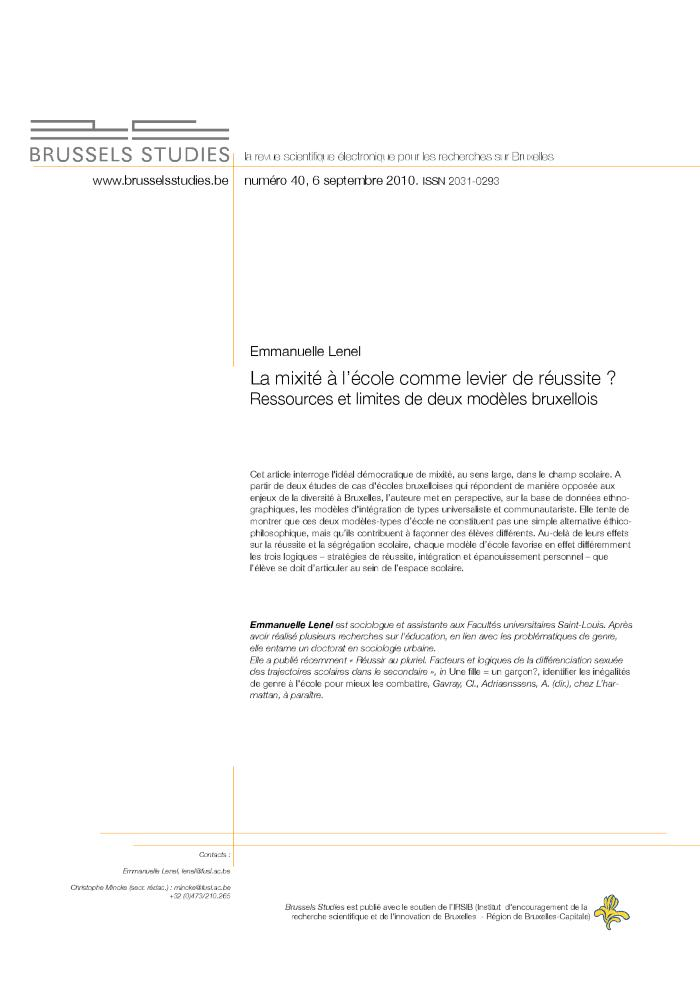 BRUSSELS STUDIES
la revue scientifique électronique pour les recherches sur Bruxelles
www.brusselsstudies.be
numéro 40, 6 septembre 2010. ISSN 2031-0293
Emmanuelle Lenel
La mixité à l'école comme levier de réussite ?
Ressources et limites de deux modèles bruxellois
Cet article interroge l'idéal démocratique de mixité, au sens large, dans le champ scolaire. A
partir de deux études de cas d'écoles bruxelloises qui répondent de manière opposée aux
enjeux de la diversité à Bruxelles, l'auteure met en perspective, sur la base de données ethno-
graphiques, les modèles d'intégration de types universaliste et communautariste. Elle tente de
montrer que ces deux modèles-types d'école ne constituent pas une simple alternative éthico-
philosophique, mais qu'ils contribuent à façonner des élèves différents. Au-delà de leurs effets
sur la réussite et la ségrégation scolaire, chaque modèle d'école favorise en effet différemment
les trois logiques – stratégies de réussite, intégration et épanouissement personnel – que
l'élève se doit d'articuler au sein de l'espace scolaire.
Emmanuelle Lenel est sociologue et assistante aux Facultés universitaires Saint-Louis. Après
avoir réalisé plusieurs recherches sur l'éducation, en lien avec les problématiques de genre,
elle entame un doctorat en sociologie urbaine.
Elle a publié récemment « Réussir au pluriel. Facteurs et logiques de la différenciation sexuée
des trajectoires scolaires dans le secondaire », in Une fille = un garçon?, identifier les inégalités
de genre à l'école pour mieux les combattre, Gavray, Cl., Adriaenssens, A. (dir.), chez L'har-
mattan, à paraître.
Contacts :
Emmanuelle Lenel, lenel@fusl.ac.be
Christophe Mincke (secr. rédac.) : mincke@fusl.ac.be
+32 (0)473/210.265
Brussels Studies est publié avec le soutien de l'IRSIB (Institut d'encouragement de la
recherche scientifique et de l'innovation de Bruxelles - Région de Bruxelles-Capitale)